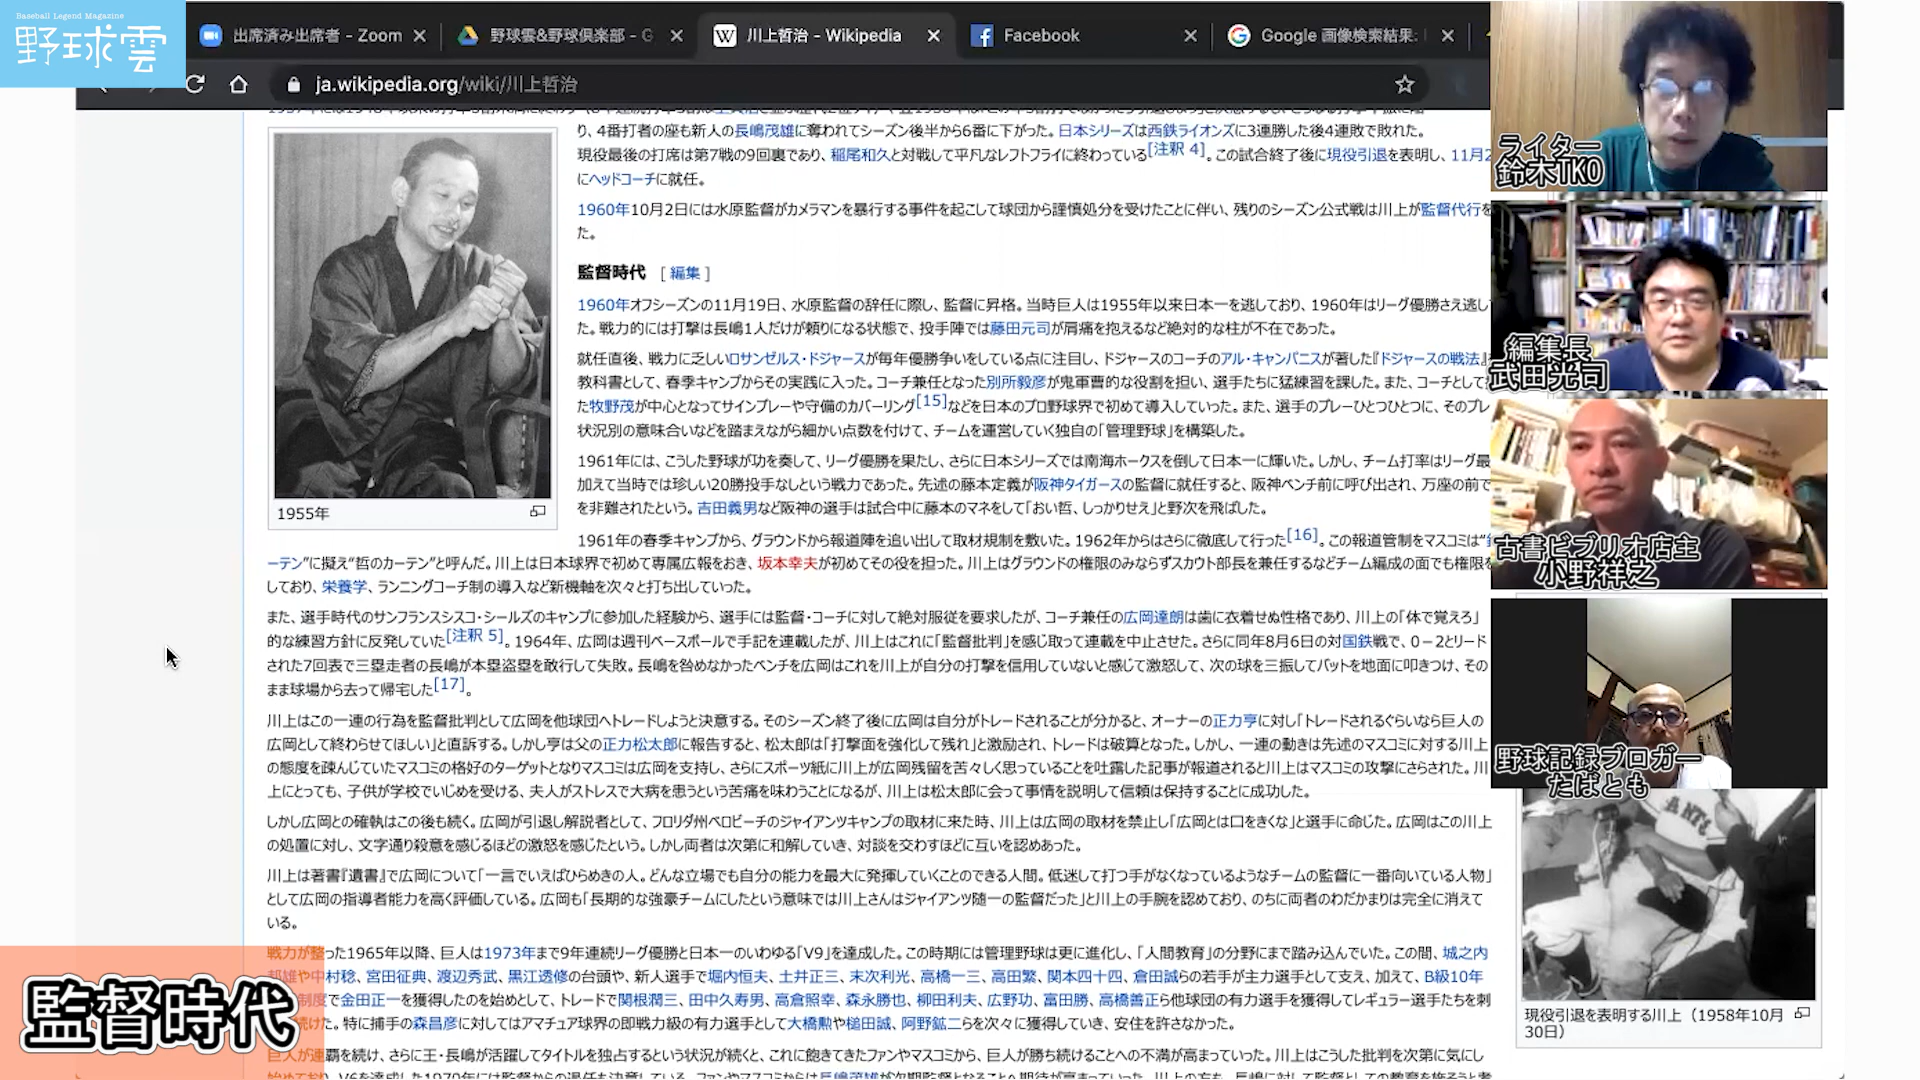 Baseball Legend Magazine
野球雲
出席済み出席者 - Zoom
野球雲&野球倶楽部 - G
川上哲治 - Wikipedia
Facebook
Google 画像検索結果:
ja.wikipedia.org/wiki/川上哲治
り、4番打者の座も新人の長嶋茂雄に奪われてシーズン後半から6番に下がった。日本シリーズは西鉄ライオンズに3連勝した後4連敗で敗れた。
現役最後の打席は第7戦の9回裏であり、稲尾和久と対戦して平凡なレフトフライに終わっている[注釈 4]。この試合終了後に現役引退を表明し、11月2
にヘッドコーチに就任。
1960年10月2日には水原監督がカメラマンを暴行する事件を起こして球団から謹慎処分を受けたことに伴い、残りのシーズン公式戦は川上が監督代行を
た。
監督時代 [ 編集 ]
1960年オフシーズンの11月19日、水原監督の辞任に際し、監督に昇格。当時巨人は1955年以来日本一を逃しており、1960年はリーグ優勝さえ逃し
た。戦力的には打撃は長嶋1人だけが頼りになる状態で、投手陣では藤田元司が肩痛を抱えるなど絶対的な柱が不在であった。
就任直後、戦力に乏しいロサンゼルス・ドジャースが毎年優勝争いをしている点に注目し、ドジャースのコーチのアル・キャンパニスが著した『ドジャースの戦法』を
教科書として、春季キャンプからその実践に入った。コーチ兼任となった別所毅彦が鬼軍曹的な役割を担い、選手たちに猛練習を課した。また、コーチとして
た牧野茂が中心となってサインプレーや守備のカバーリング[15]などを日本のプロ野球界で初めて導入していった。また、選手のプレーひとつひとつに、そのプレ
状況別の意味合いなどを踏まえながら細かい点数を付けて、チームを運営していく独自の「管理野球」を構築した。
1961年には、こうした野球が功を奏して、リーグ優勝を果たし、さらに日本シリーズでは南海ホークスを倒して日本一に輝いた。しかし、チーム打率はリーグ最
加えて当時では珍しい20勝投手なしという戦力であった。先述の藤本定義が阪神タイガースの監督に就任すると、阪神ベンチ前に呼び出され、万座の前で
を非難されたという。吉田義男など阪神の選手は試合中に藤本のマネをして「おい哲、しっかりせえ」と野次を飛ばした。
1955年
1961年の春季キャンプから、グラウンドから報道陣を追い出して取材規制を敷いた。1962年からはさらに徹底して行った[16]。この報道管制をマスコミは“
ーテン”に擬え“哲のカーテン”と呼んだ。川上は日本球界で初めて専属広報をおき、坂本幸夫が初めてその役を担った。川上はグラウンドの権限のみならずスカウト部長を兼任するなどチーム編成の面でも権限を
しており、栄養学、ランニングコーチ制の導入など新機軸を次々と打ち出していった。
また、選手時代のサンフランスシスコ・シールズのキャンプに参加した経験から、選手には監督・コーチに対して絶対服従を要求したが、コーチ兼任の広岡達朗は歯に衣着せぬ性格であり、川上の「体で覚えろ」
的な練習方針に反発していた[注釈 5]。1964年、広岡は週刊ベースボールで手記を連載したが、川上はこれに「監督批判」を感じ取って連載を中止させた。さらに同年8月6日の対国鉄戦で、0－2とリード
された7回表で三塁走者の長嶋が本塁盗塁を敢行して失敗。長嶋を咎めなかったベンチを広岡はこれを川上が自分の打撃を信用していないと感じて激怒して、次の球を三振してバットを地面に叩きつけ、その
まま球場から去って帰宅した[17]。
川上はこの一連の行為を監督批判として広岡を他球団へトレードしようと決意する。そのシーズン終了後に広岡は自分がトレードされることが分かると、オーナーの正力亨に対し「トレードされるぐらいなら巨人の
広岡として終わらせてほしい」と直訴する。しかし亨は父の正力松太郎に報告すると、松太郎は「打撃面を強化して残れ」と激励され、トレードは破算となった。しかし、一連の動きは先述のマスコミに対する川上
の態度を疎んじていたマスコミの格好のターゲットとなりマスコミは広岡を支持し、さらにスポーツ紙に川上が広岡残留を苦々しく思っていることを吐露した記事が報道されると川上はマスコミの攻撃にさらされた。川
上にとっても、子供が学校でいじめを受ける、夫人がストレスで大病を患うという苦痛を味わうことになるが、川上は松太郎に会って事情を説明して信頼は保持することに成功した。
しかし広岡との確執はこの後も続く。広岡が引退し解説者として、フロリダ州ベロビーチのジャイアンツキャンプの取材に来た時、川上は広岡の取材を禁止し「広岡とは口をきくな」と選手に命じた。広岡はこの川上
の処置に対し、文字通り殺意を感じるほどの激怒を感じたという。しかし両者は次第に和解していき、対談を交わすほどに互いを認めあった。
川上は著書『遺書』で広岡について「一言でいえばひらめきの人。どんな立場でも自分の能力を最大に発揮していくことのできる人間。低迷して打つ手がなくなっているようなチームの監督に一番向いている人物」
として広岡の指導者能力を高く評価している。広岡も「長期的な強豪チームにしたという意味では川上さんはジャイアンツ随一の監督だった」と川上の手腕を認めており、のちに両者のわだかまりは完全に消えて
いる。
戦力が整った1965年以降、巨人は1973年まで9年連続リーグ優勝と日本一のいわゆる「V9」を達成した。この時期には管理野球は更に進化し、「人間教育」の分野にまで踏み込んでいた。この間、城之内
邦雄や中村稔、宮田征典、渡辺秀武、黒江透修の台頭や、新人選手で堀内恒夫、土井正三、末次利光、高橋一三、高田繁、関本四十四、倉田誠らの若手が主力選手として支え、加えて、B級10年
制度で金田正一を獲得したのを始めとして、トレードで関根潤三、田中久寿男、高倉照幸、森永勝也、柳田利夫、広野功、富田勝、高橋善正ら他球団の有力選手を獲得してレギュラー選手たちを刺
続けた。特に捕手の森昌彦に対してはアマチュア球界の即戦力級の有力選手として大橋勲や槌田誠、阿野鉱二らを次々に獲得していき、安住を許さなかった。
巨人が連覇を続け、さらに王・長嶋が活躍してタイトルを独占するという状況が続くと、これに飽きてきたファンやマスコミから、巨人が勝ち続けることへの不満が高まっていった。川上はこうした批判を次第に気にし
監督時代
ライター
鈴木TKO
編集長
武田光司
古書ビブリオ店主
小野祥之
野球記録ブロガー
たばとも
現役引退を表明する川上（1958年10月
30日）